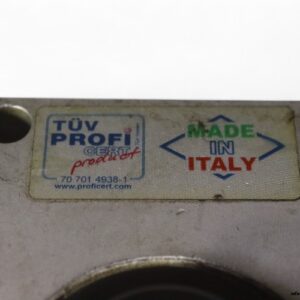 TÜV
PROFI
CERT
product
70 701 4938-1
www.proficert.com
MADE
IN
ITALY